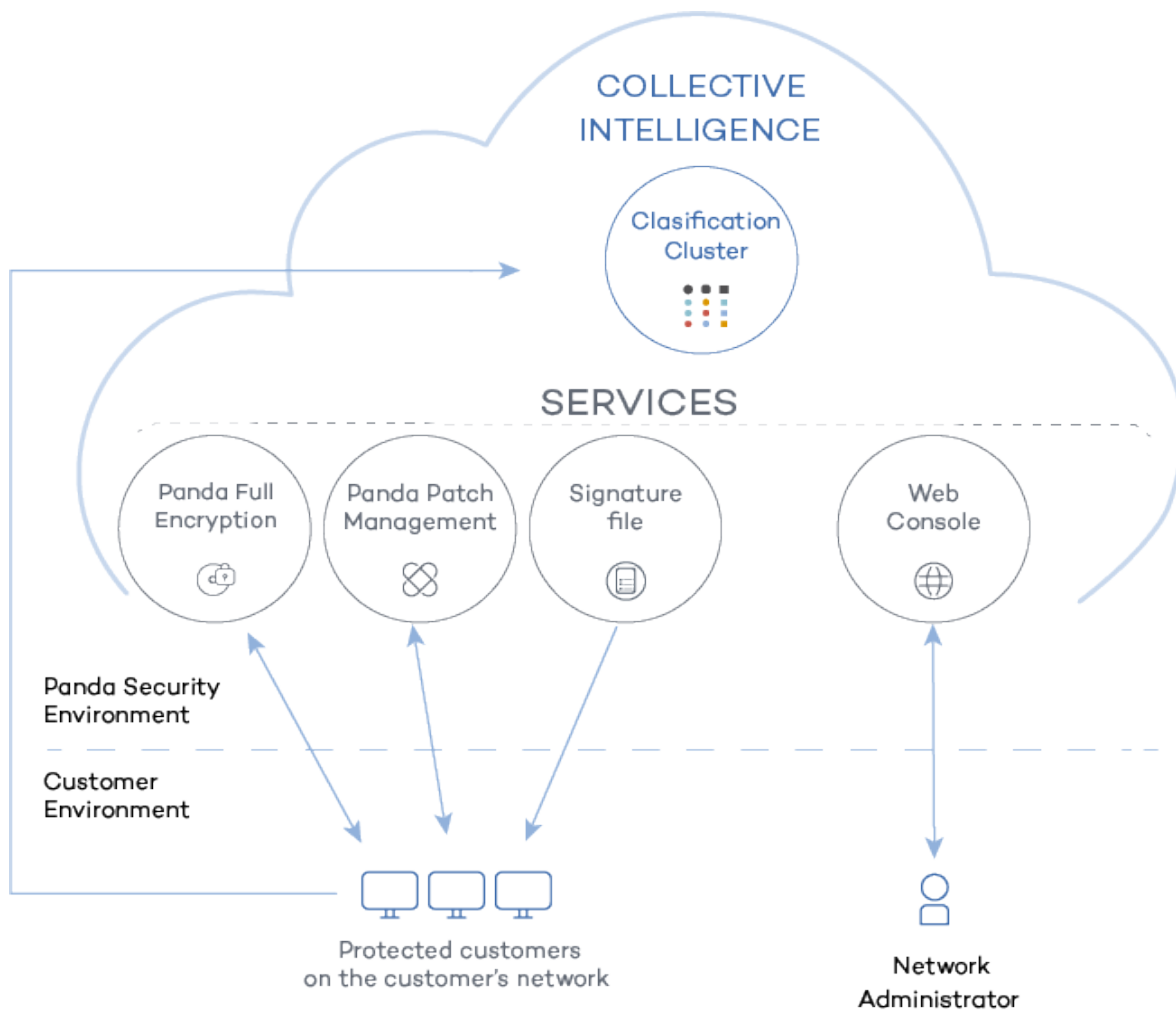 COLLECTIVE
INTELLIGENCE
Clasification
Cluster
SERVICES
Panda Full
Encryption
Panda Patch
Management
Signature
file
Web
Console
Panda Security
Environment
Customer
Environment
Protected customers
on the customer's network
Network
Administrator